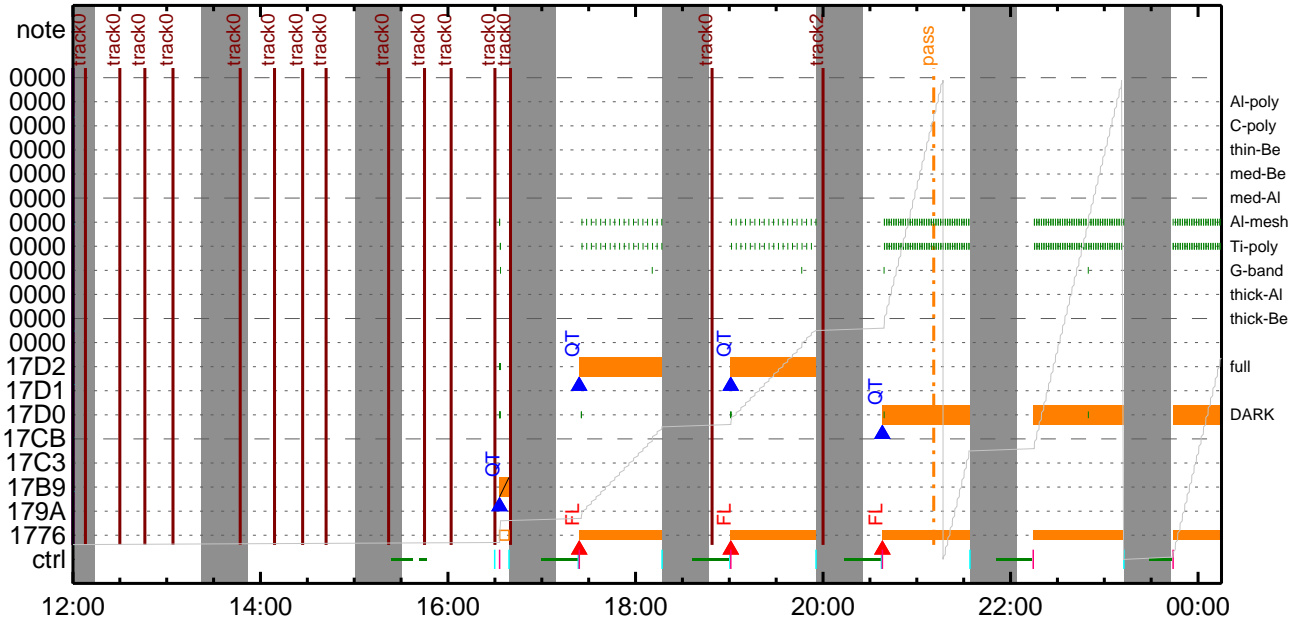 note
track0 track0 track0 track0 track0 track0 track0 track0 track0 track0 track0 track0 track0 track0 track2 pass
0000
0000 Al-poly
0000 C-poly
0000 thin-Be
0000 med-Be
0000 med-Al
0000 Al-mesh
0000 Ti-poly
0000 G-band
0000 thick-Al
0000 thick-Be
0000
QT QT
17D2 full
17D1
QT
17D0 DARK
17CB
QT
17C3
17B9
179A
FL FL FL
1776
ctrl
12:00 14:00 16:00 18:00 20:00 22:00 00:00